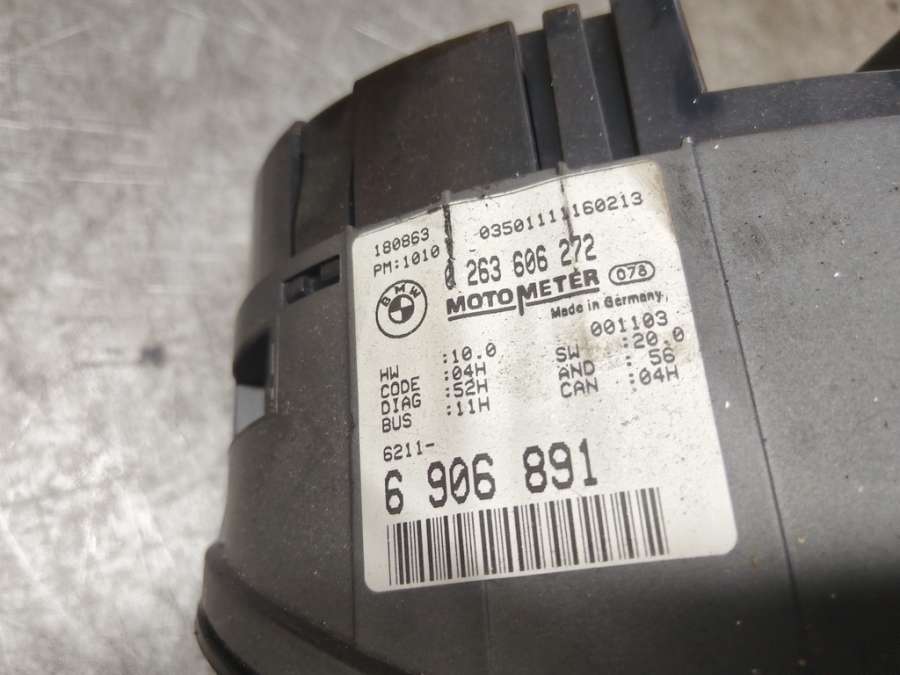 180863 03501111160213
PM:1010 0 263 606 272
BMW MOTOMETER 078
Made in Germany
001103
HW :10.0 SW :20.0
CODE :04H AND : 56
DIAG :52H CAN :04H
BUS :11H
6211-
6 906 891